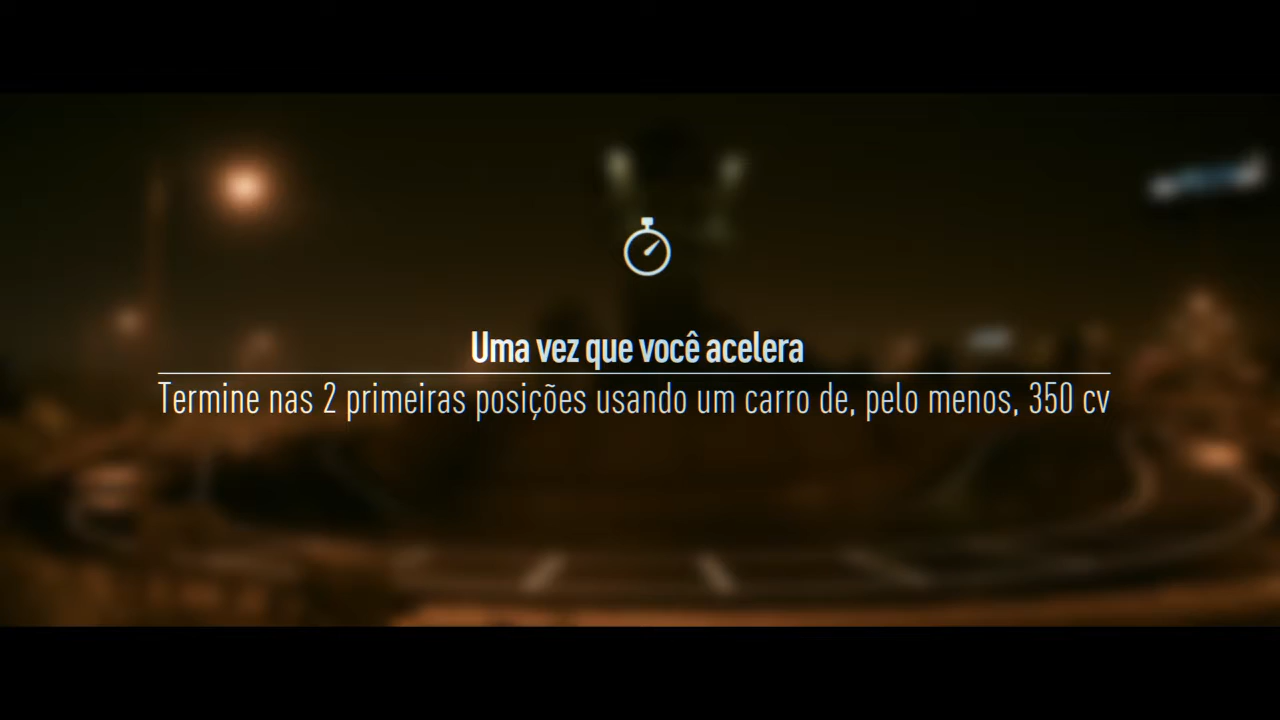 Uma vez que você acelera
Termine nas 2 primeiras posições usando um carro de, pelo menos, 350 cv